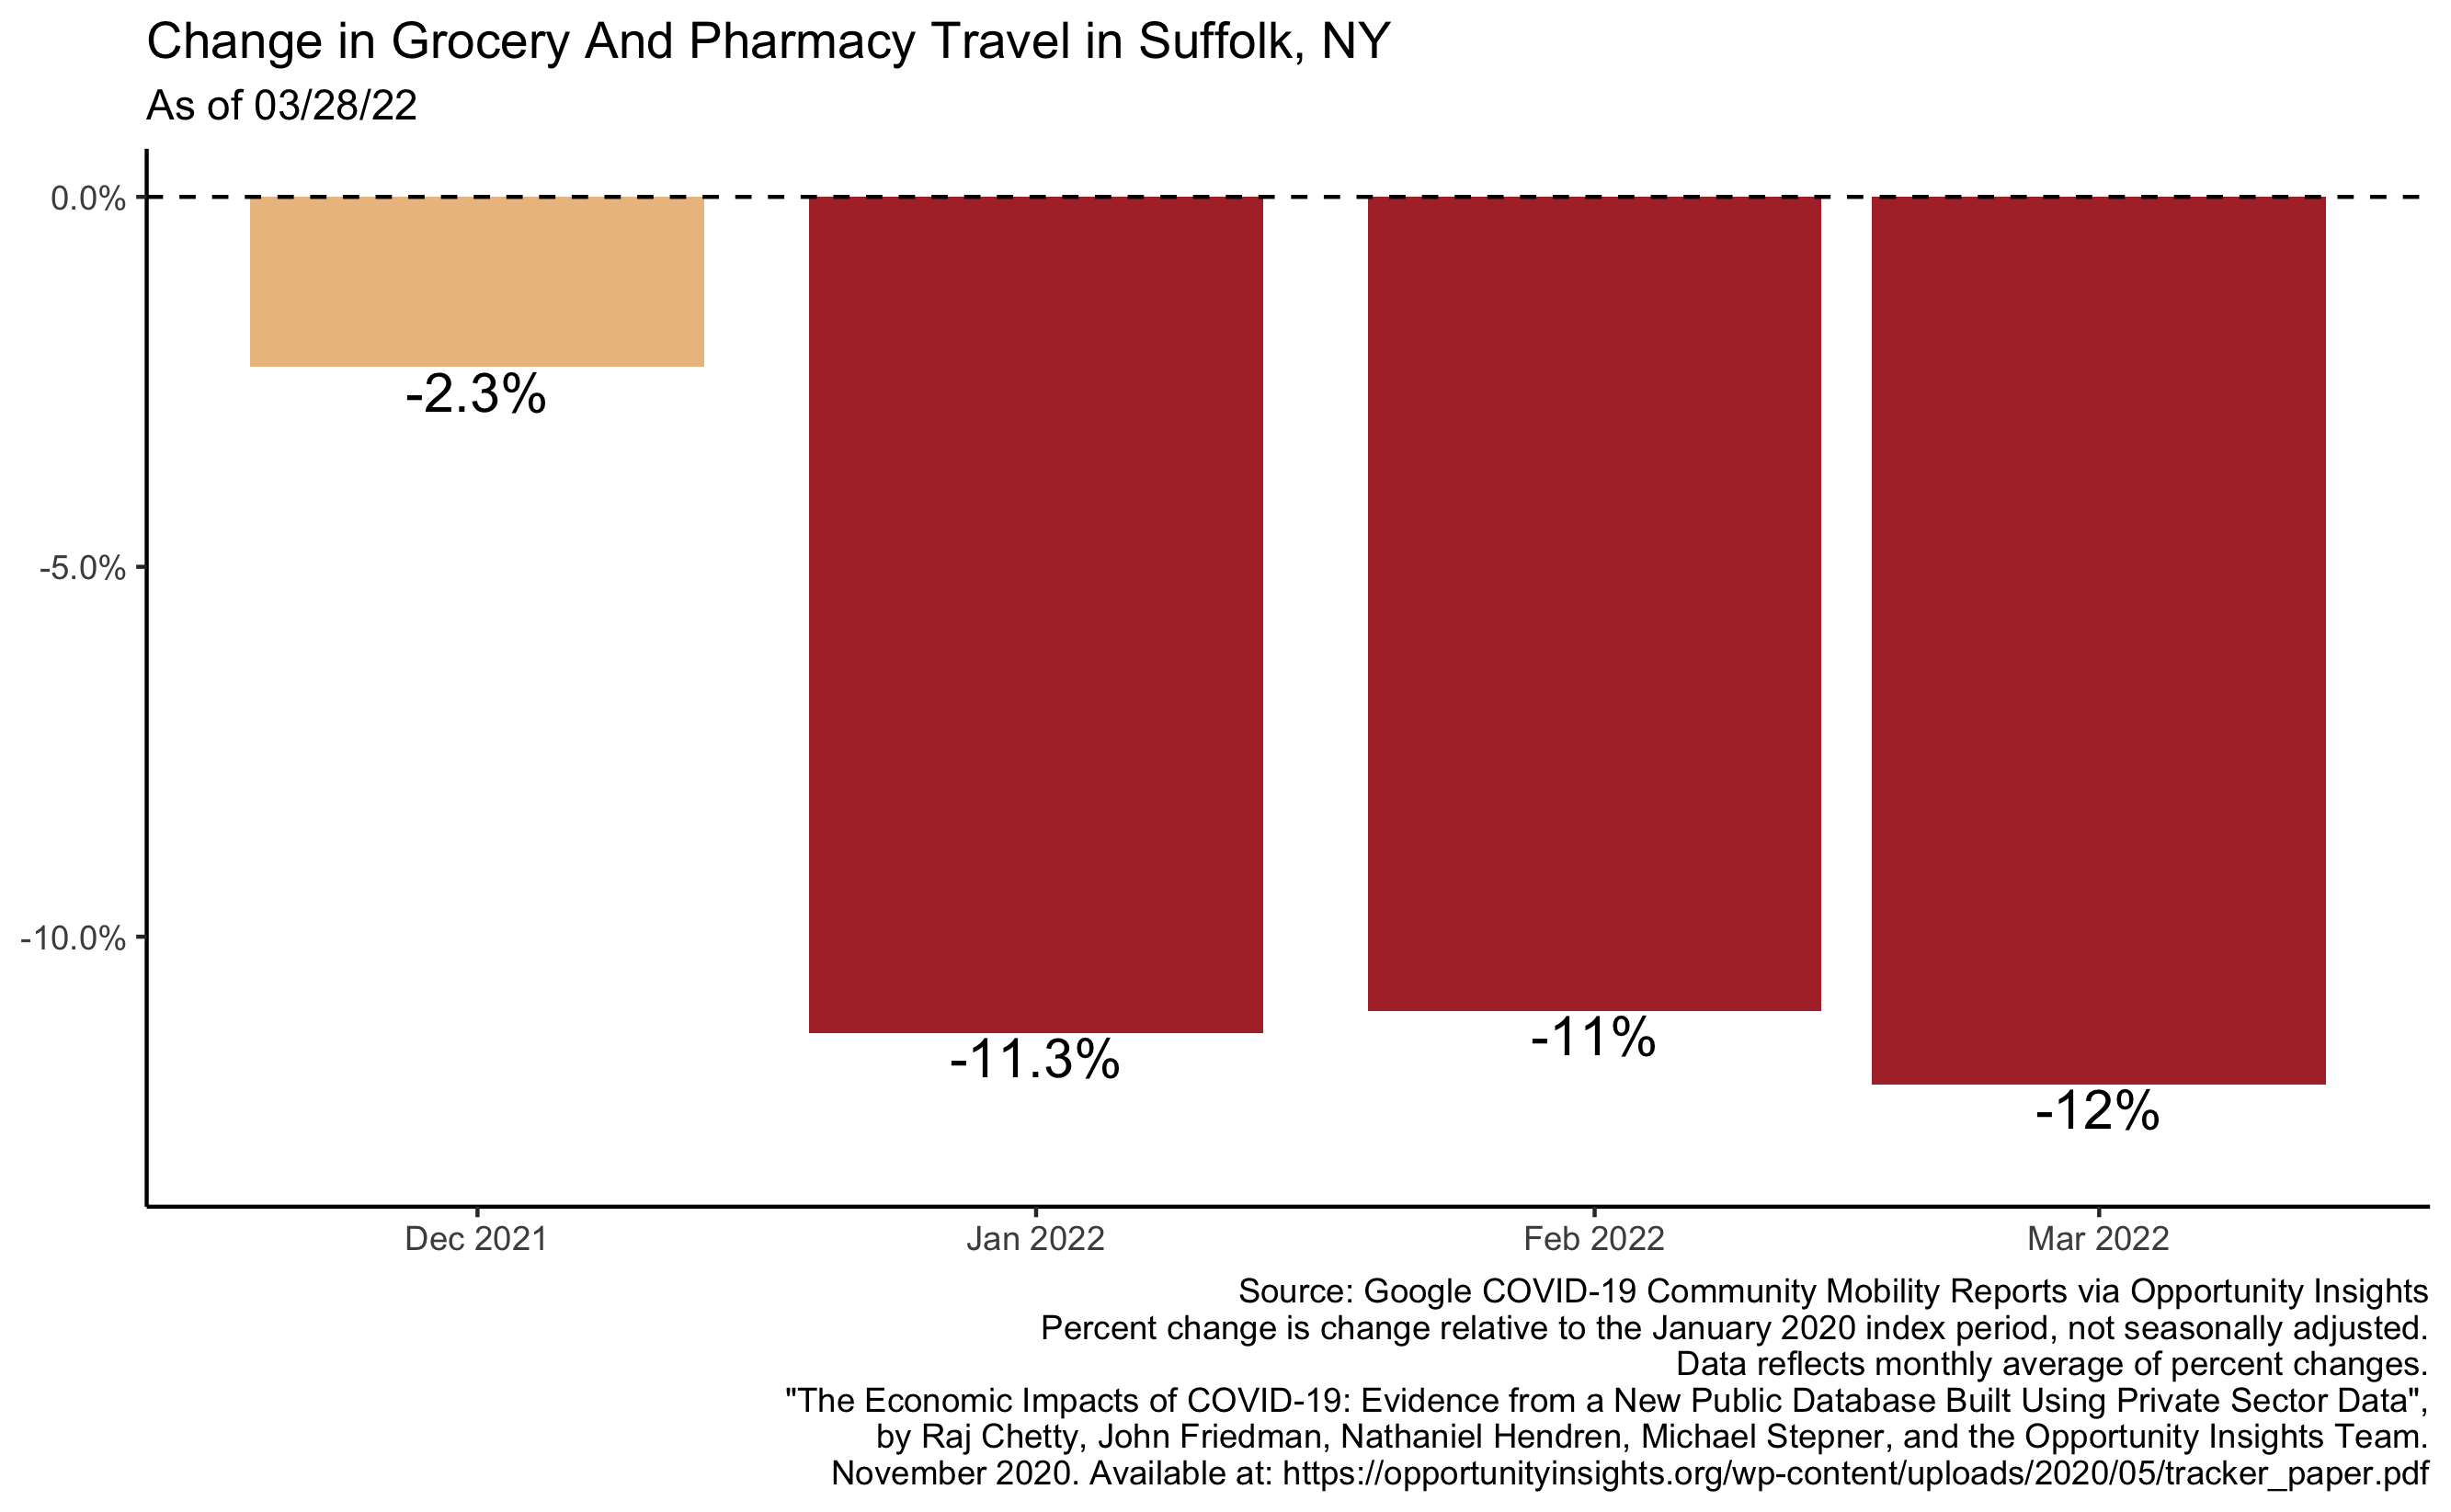 Change in Grocery And Pharmacy Travel in Suffolk, NY
As of 03/28/22
0.0%
-5.0%
-10.0%
-2.3%
-11.3%
-11%
-12%
Dec 2021
Jan 2022
Feb 2022
Mar 2022
Source: Google COVID-19 Community Mobility Reports via Opportunity Insights
Percent change is change relative to the January 2020 index period, not seasonally adjusted.
Data reflects monthly average of percent changes.
"The Economic Impacts of COVID-19: Evidence from a New Public Database Built Using Private Sector Data",
by Raj Chetty, John Friedman, Nathaniel Hendren, Michael Stepner, and the Opportunity Insights Team.
November 2020. Available at: https://opportunityinsights.org/wp-content/uploads/2020/05/tracker_paper.pdf